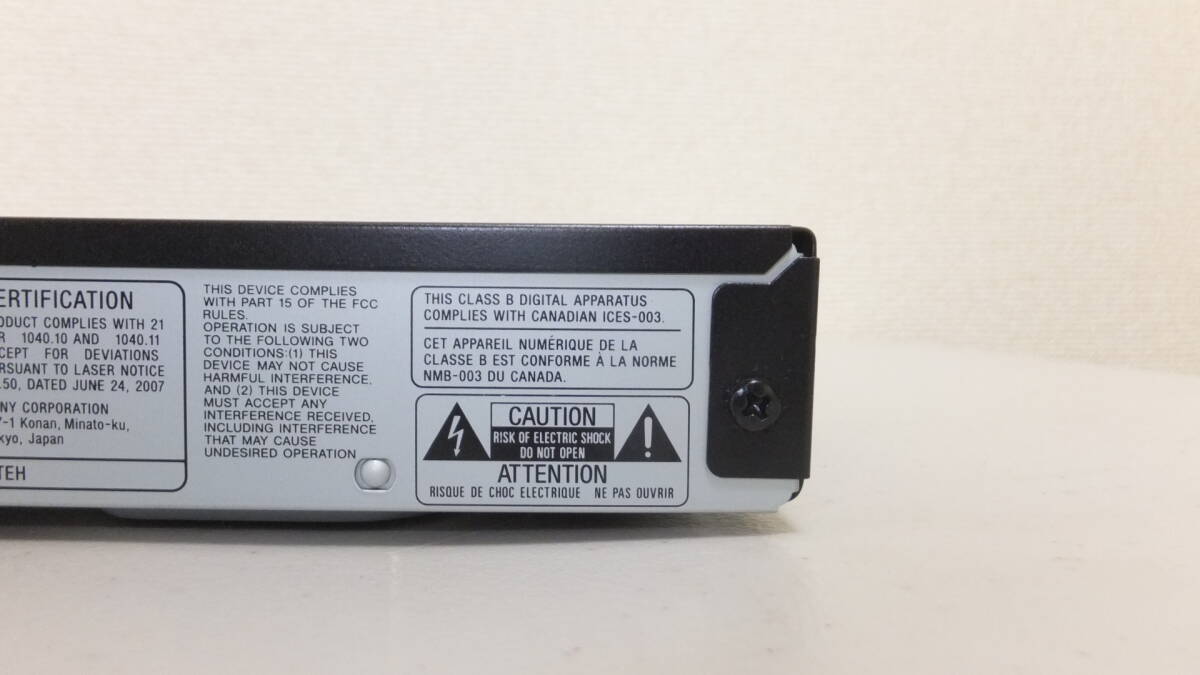 ERTIFICATION
ODUCT COMPLIES WITH 21
R 1040.10 AND 1040.11
CEPT FOR DEVIATIONS
RSUANT TO LASER NOTICE
.50, DATED JUNE 24, 2007
NY CORPORATION
7-1 Konan, Minato-ku,
kyo, Japan
TEH
THIS DEVICE COMPLIES
WITH PART 15 OF THE FCC
RULES.
OPERATION IS SUBJECT
TO THE FOLLOWING TWO
CONDITIONS:(1) THIS
DEVICE MAY NOT CAUSE
HARMFUL INTERFERENCE,
AND (2) THIS DEVICE
MUST ACCEPT ANY
INTERFERENCE RECEIVED,
INCLUDING INTERFERENCE
THAT MAY CAUSE
UNDESIRED OPERATION
THIS CLASS B DIGITAL APPARATUS
COMPLIES WITH CANADIAN ICES-003.
CET APPAREIL NUMÉRIQUE DE LA
CLASSE B EST CONFORME À LA NORME
NMB-003 DU CANADA.
CAUTION
RISK OF ELECTRIC SHOCK
DO NOT OPEN
ATTENTION
RISQUE DE CHOC ELECTRIQUE NE PAS OUVRIR